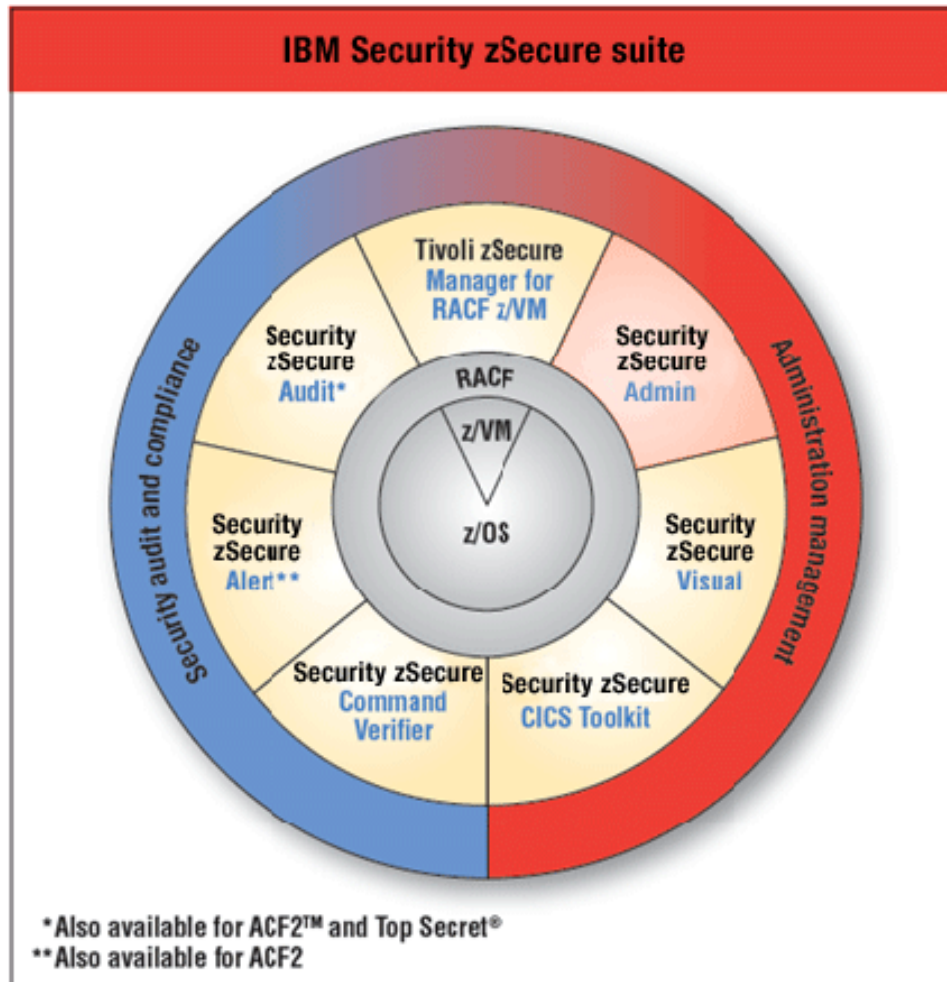 IBM Security zSecure suite
Tivoli zSecure
Manager for
RACF z/VM
Security
zSecure
Admin
Security
zSecure
Visual
Security zSecure
CICS Toolkit
Security zSecure
Command
Verifier
Security
zSecure
Alert**
Security
zSecure
Audit*
RACF
z/VM
z/OS
Security audit and compliance
Administration management
*Also available for ACF2™ and Top Secret®
**Also available for ACF2